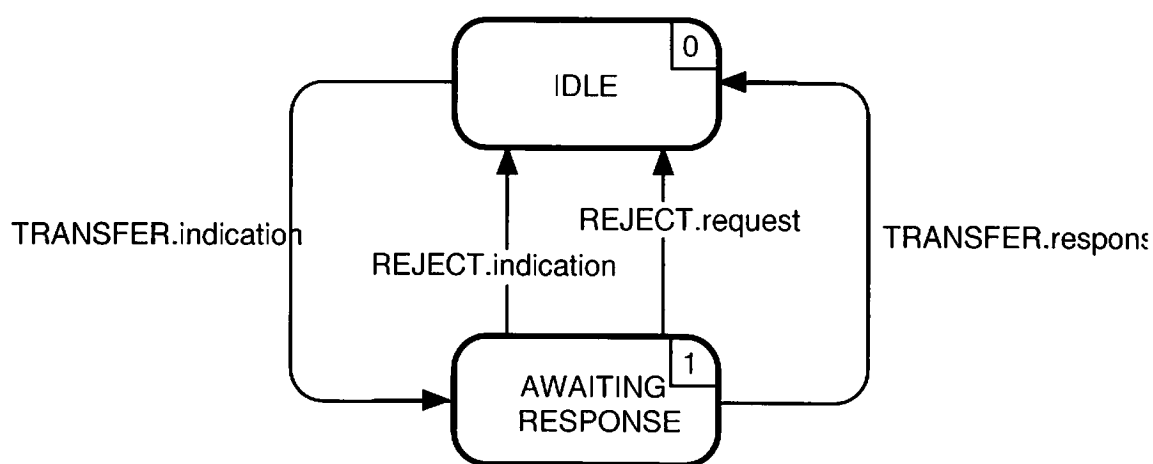 0
IDLE
TRANSFER.indication
REJECT.request
TRANSFER.respons
REJECT.indication
1
AWAITING
RESPONSE